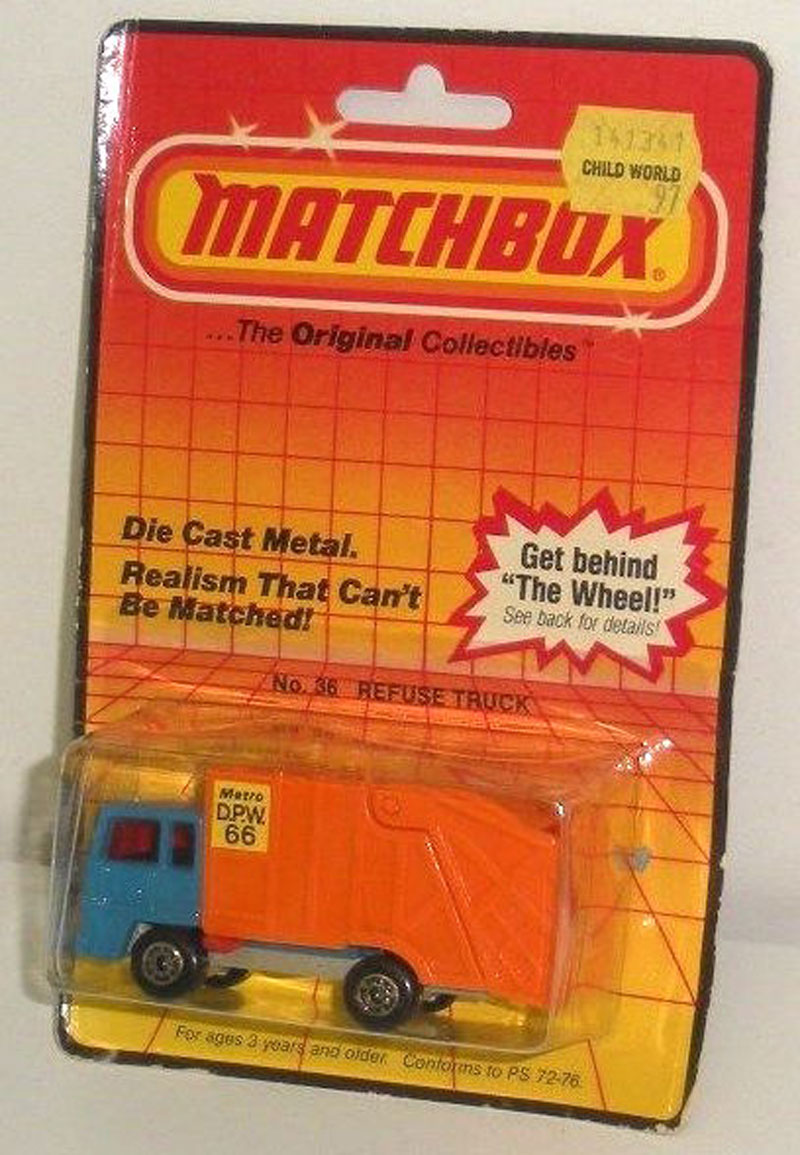 141341
CHILD WORLD
97
MATCHBOX®
...The Original Collectibles™
Die Cast Metal.
Realism That Can't
Be Matched!
Get behind
“The Wheel!”
See back for details!
No. 36 REFUSE TRUCK
Metro
D.P.W.
66
For ages 3 years and older. Conforms to PS 72-76.